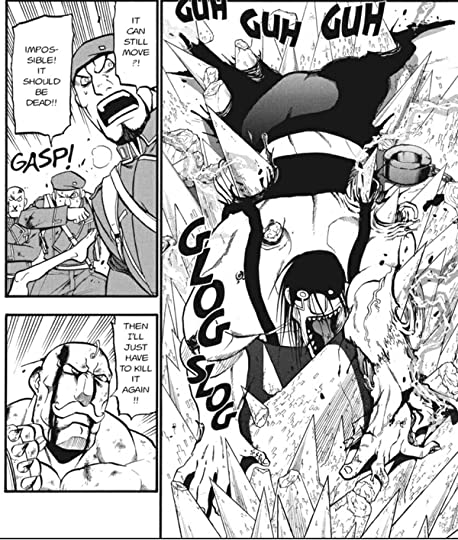 GUH
GUH
GUH
GLOG
SLOG
IT
CAN
STILL
MOVE
?!
IMPOS-
SIBLE!
IT
SHOULD
BE
DEAD!!
GASP!
THEN
I'LL
JUST
HAVE
TO
KILL
IT
AGAIN
!!